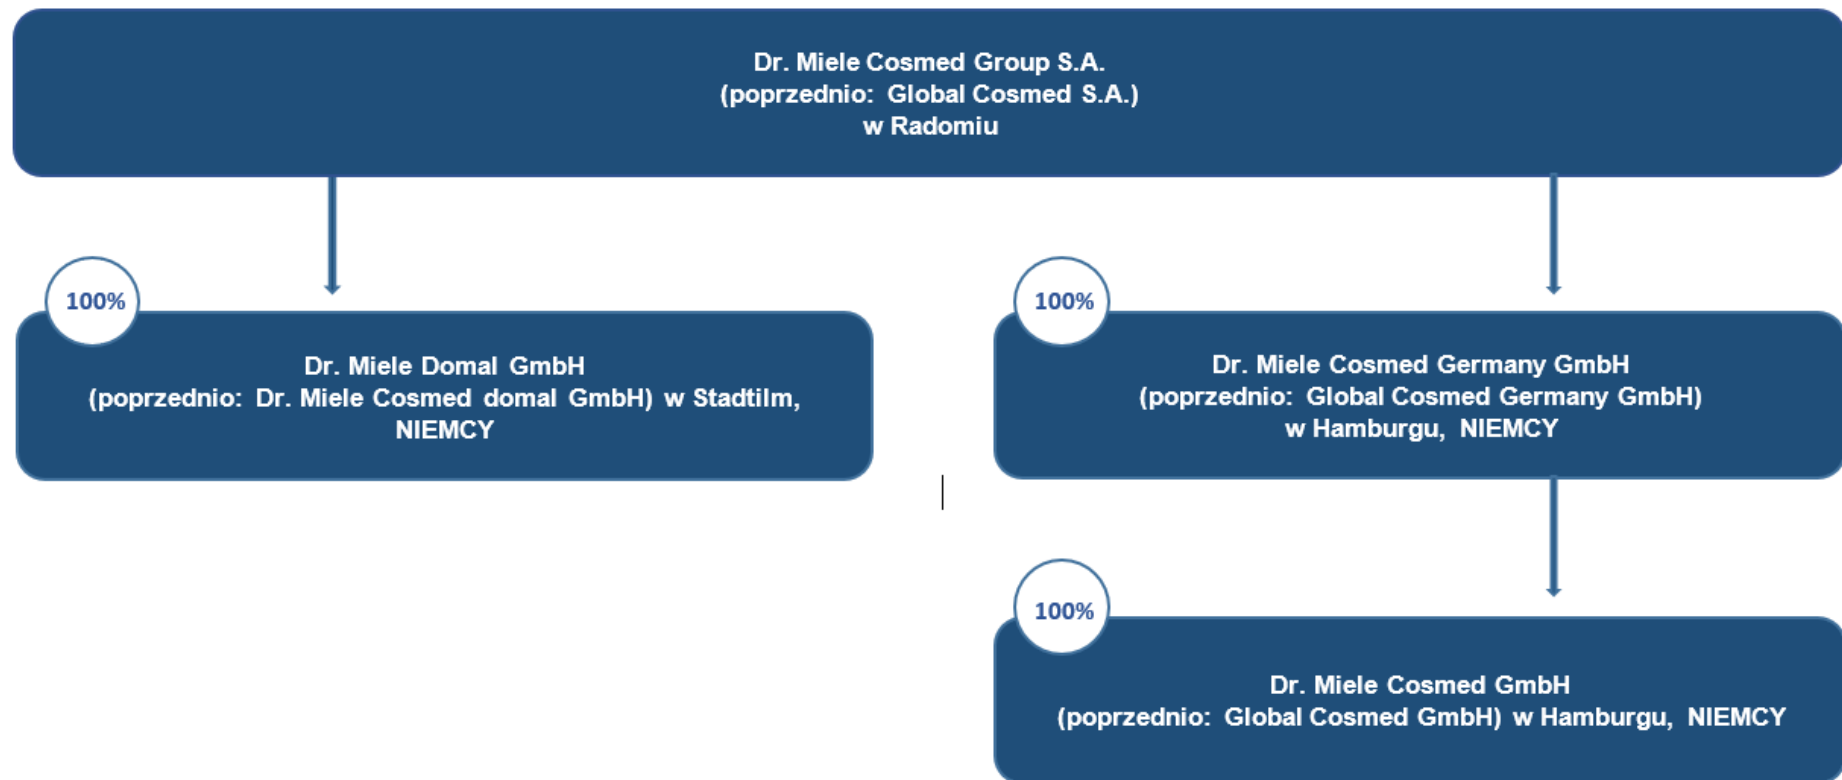 Dr. Miele Cosmed Group S.A.
(poprzednio: Global Cosmed S.A.)
w Radomiu
100%
Dr. Miele Domal GmbH
(poprzednio: Dr. Miele Cosmed domal GmbH) w Stadtilm,
NIEMCY
100%
Dr. Miele Cosmed Germany GmbH
(poprzednio: Global Cosmed Germany GmbH)
w Hamburgu, NIEMCY
100%
Dr. Miele Cosmed GmbH
(poprzednio: Global Cosmed GmbH) w Hamburgu, NIEMCY